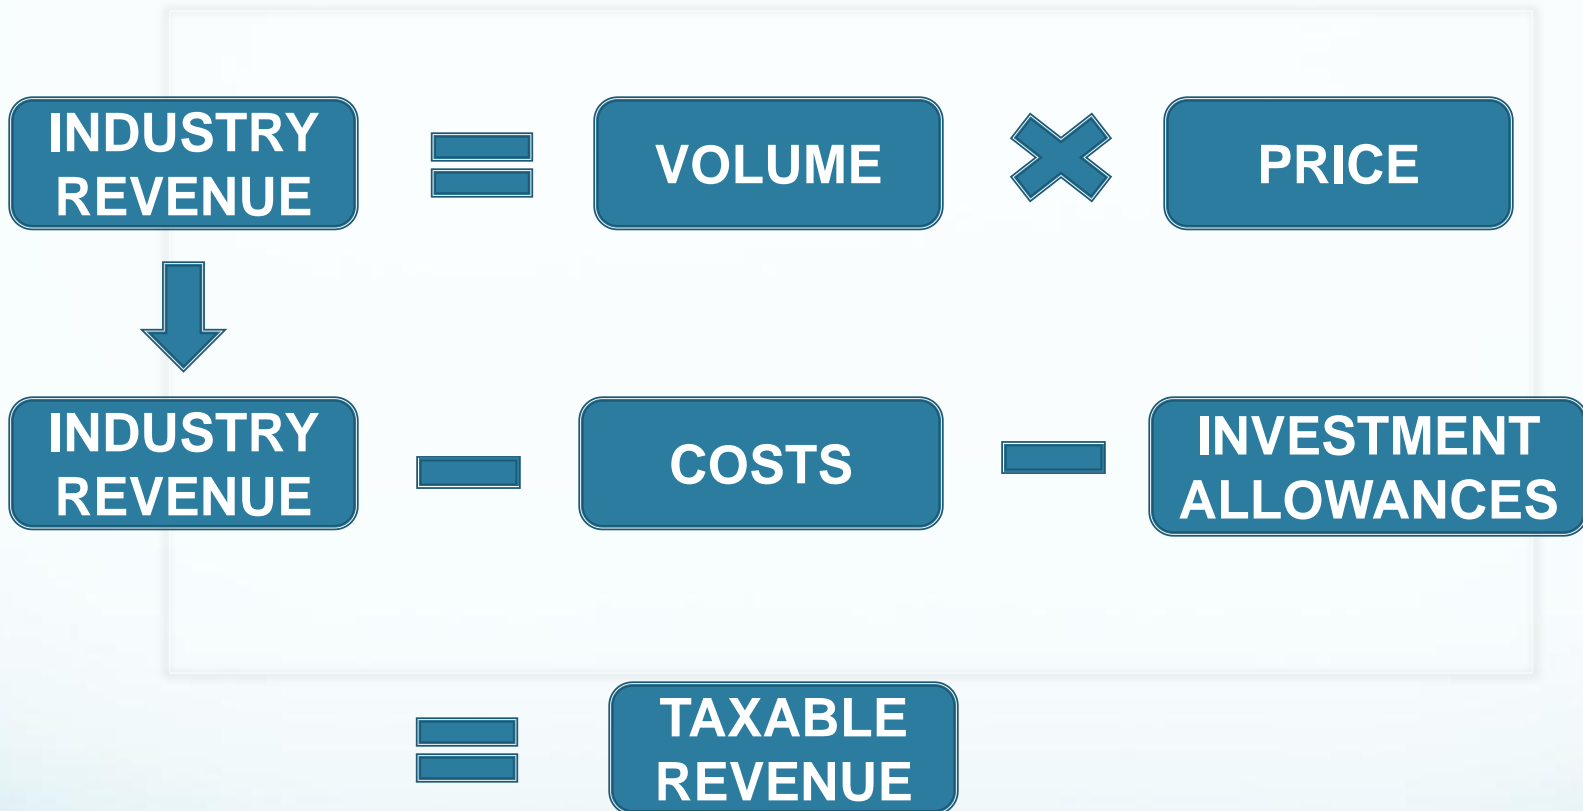 INDUSTRY
REVENUE
VOLUME
PRICE
INDUSTRY
REVENUE
COSTS
INVESTMENT
ALLOWANCES
TAXABLE
REVENUE